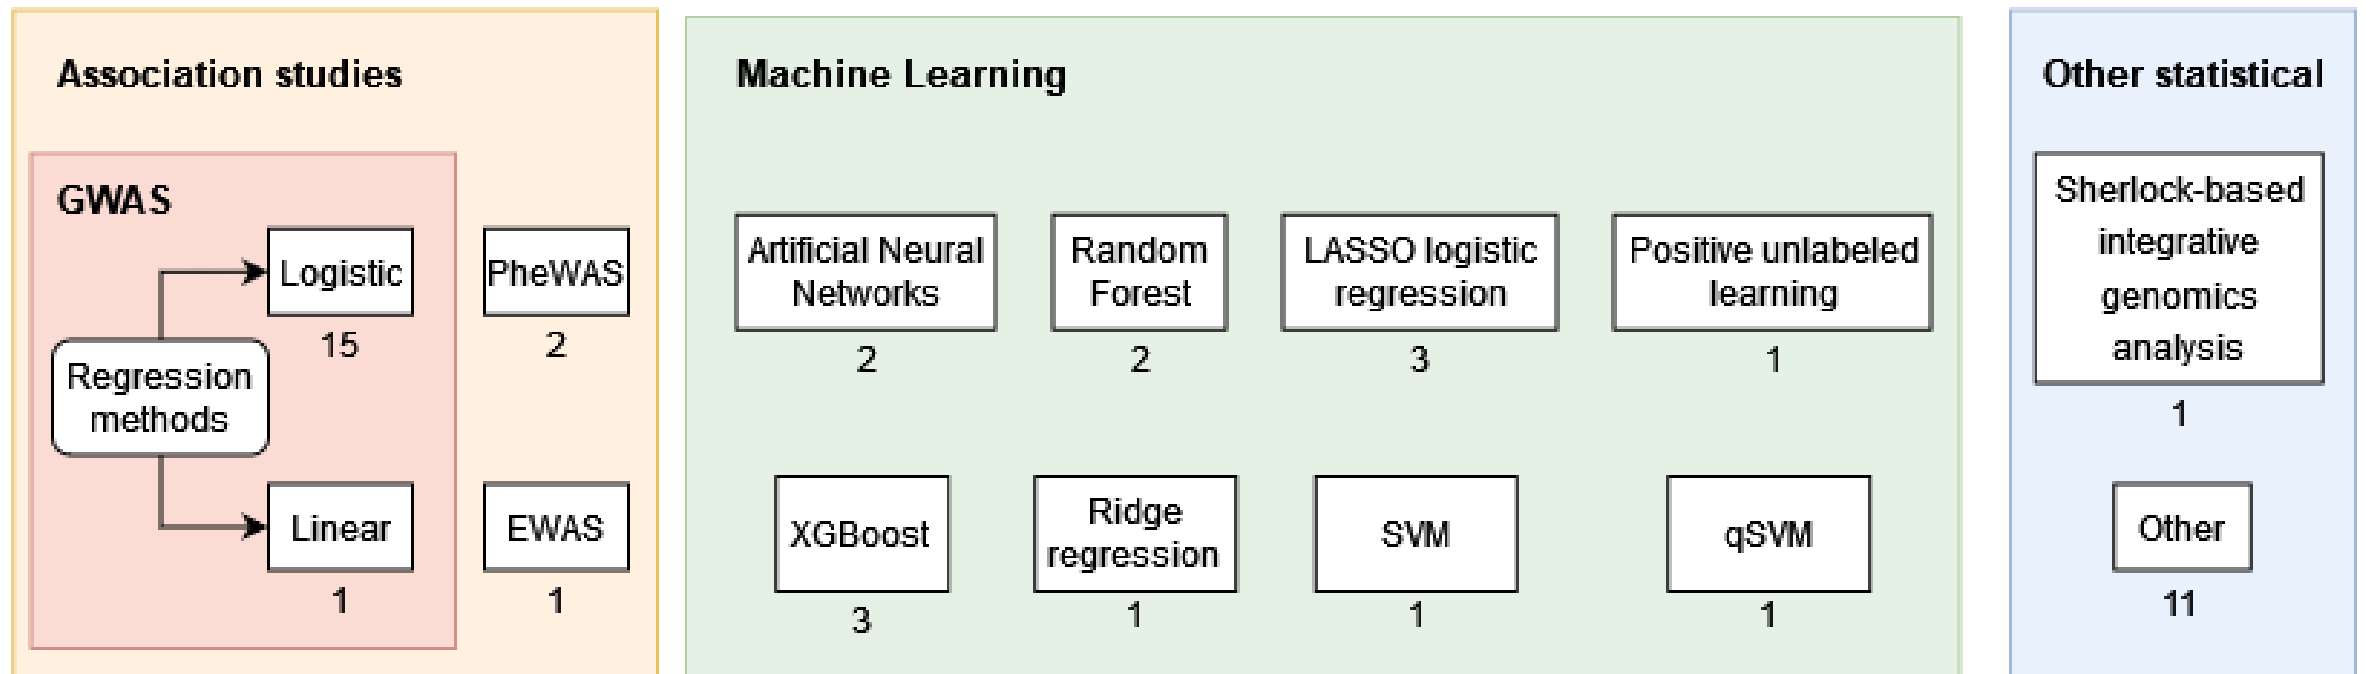 Association studies
GWAS
Logistic
15
Regression
methods
Linear
1
PheWAS
2
EWAS
1
Machine Learning
Artificial Neural
Networks
2
Random
Forest
2
LASSO logistic
regression
3
Positive unlabeled
learning
1
XGBoost
3
Ridge
regression
1
SVM
1
qSVM
1
Other statistical
Sherlock-based
integrative
genomics
analysis
1
Other
11